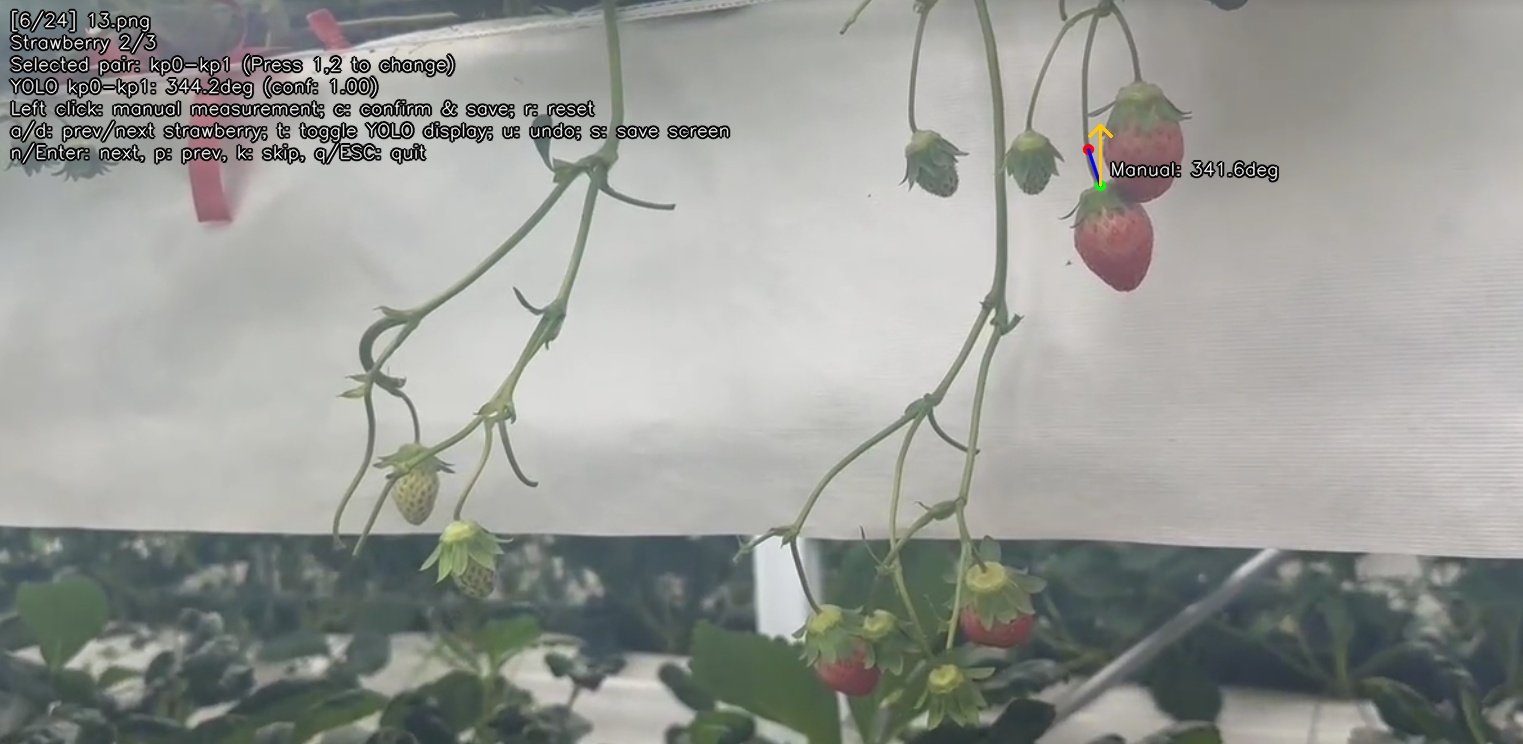 [6/24] 13.png
Strawberry 2/3
Selected pair: kp0-kp1 (Press 1,2 to change)
YOLO kp0-kp1: 344.2deg (conf: 1.00)
Left click: manual measurement; c: confirm & save; r: reset
a/d: prev/next strawberry; t: toggle YOLO display; u: undo; s: save screen
n/Enter: next, p: prev, k: skip, q/ESC: quit
Manual: 341.6deg